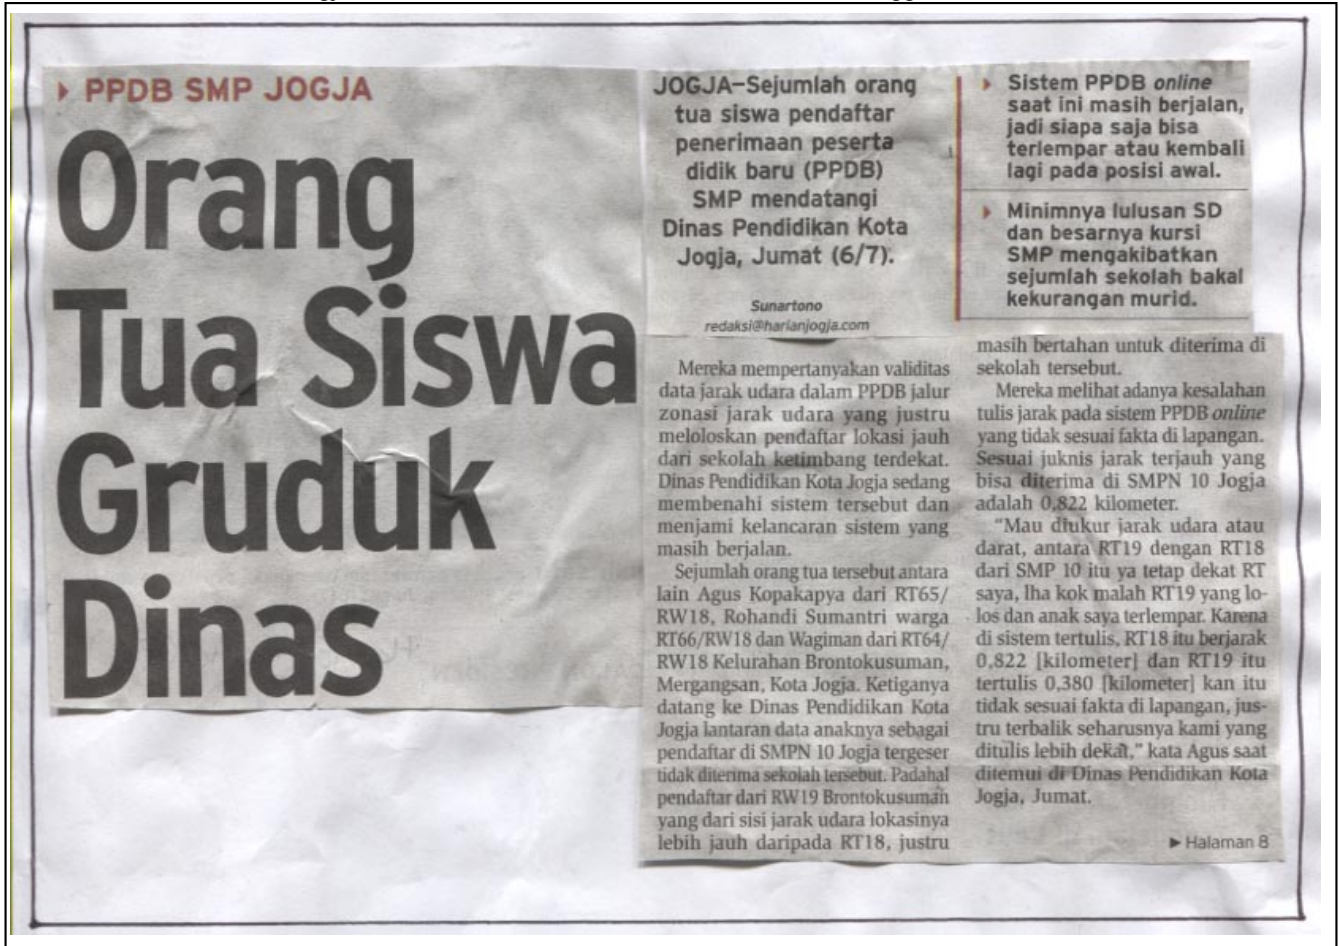 PPDB SMP JOGJA
Orang
Tua Siswa
Gruduk
Dinas
JOGJA—Sejumlah orang
tua siswa pendaftar
penerimaan peserta
didik baru (PPDB)
SMP mendatangi
Dinas Pendidikan Kota
Jogja, Jumat (6/7).
Sunartono
redaksi@harianjogja.com
Sistem PPDB online
saat ini masih berjalan,
jadi siapa saja bisa
terlempar atau kembali
lagi pada posisi awal.
Minimnya lulusan SD
dan besarnya kursi
SMP mengakibatkan
sejumlah sekolah bakal
kekurangan murid.
Mereka mempertanyakan validitas
data jarak udara dalam PPDB jalur
zonasi jarak udara yang justru
meloloskan pendaftar lokasi jauh
dari sekolah ketimbang terdekat.
Dinas Pendidikan Kota Jogja sedang
membenahi sistem tersebut dan
menjami kelancaran sistem yang
masih berjalan.
Sejumlah orang tua tersebut antara
lain Agus Kopakapya dari RT65/
RW18, Rohandi Sumantri warga
RT66/RW18 dan Wagiman dari RT64/
RW18 Kelurahan Brontokusuman,
Mergangsan, Kota Jogja. Ketiganya
datang ke Dinas Pendidikan Kota
Jogja lantaran data anaknya sebagai
pendaftar di SMPN 10 Jogja tergeser
tidak diterima sekolah tersebut. Padahal
pendaftar dari RW19 Brontokusuman
yang dari sisi jarak udara lokasinya
lebih jauh daripada RT18, justru
masih bertahan untuk diterima di
sekolah tersebut.
Mereka melihat adanya kesalahan
tulis jarak pada sistem PPDB online
yang tidak sesuai fakta di lapangan.
Sesuai juknis jarak terjauh yang
bisa diterima di SMPN 10 Jogja
adalah 0,822 kilometer.
"Mau diukur jarak udara atau
darat, antara RT19 dengan RT18
dari SMP 10 itu ya tetap dekat RT
saya, lha kok malah RT19 yang lo-
los dan anak saya terlempar. Karena
di sistem tertulis, RT18 itu berjarak
0,822 [kilometer] dan RT19 itu
tertulis 0,380 [kilometer] kan itu
tidak sesuai fakta di lapangan, jus-
tru terbalik seharusnya kami yang
ditulis lebih dekat," kata Agus saat
ditemui di Dinas Pendidikan Kota
Jogja, Jumat.
Halaman 8